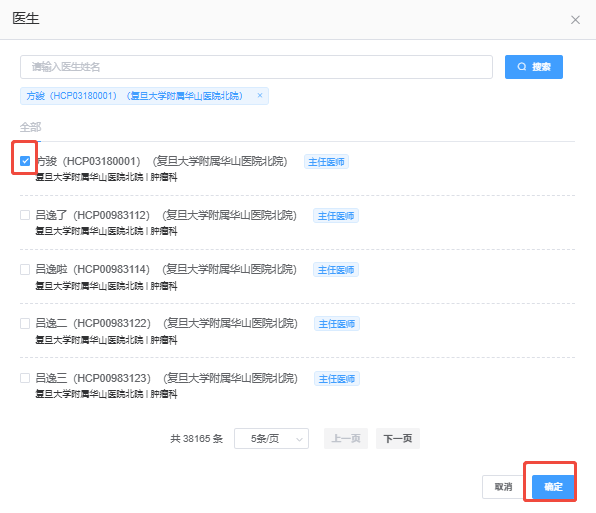 医生
请输入医生姓名
搜索
方骏（HCP03180001）（复旦大学附属华山医院北院） ×
全部
方骏（HCP03180001）（复旦大学附属华山医院北院） 主任医师
复旦大学附属华山医院北院 | 肿瘤科
吕逸了（HCP00983112）（复旦大学附属华山医院北院） 主任医师
复旦大学附属华山医院北院 | 肿瘤科
吕逸啦（HCP00983114）（复旦大学附属华山医院北院） 主任医师
复旦大学附属华山医院北院 | 肿瘤科
吕逸二（HCP00983122）（复旦大学附属华山医院北院） 主任医师
复旦大学附属华山医院北院 | 肿瘤科
吕逸三（HCP00983123）（复旦大学附属华山医院北院） 主任医师
复旦大学附属华山医院北院 | 肿瘤科
共 38165 条 5条/页 上一页 下一页
取消 确定